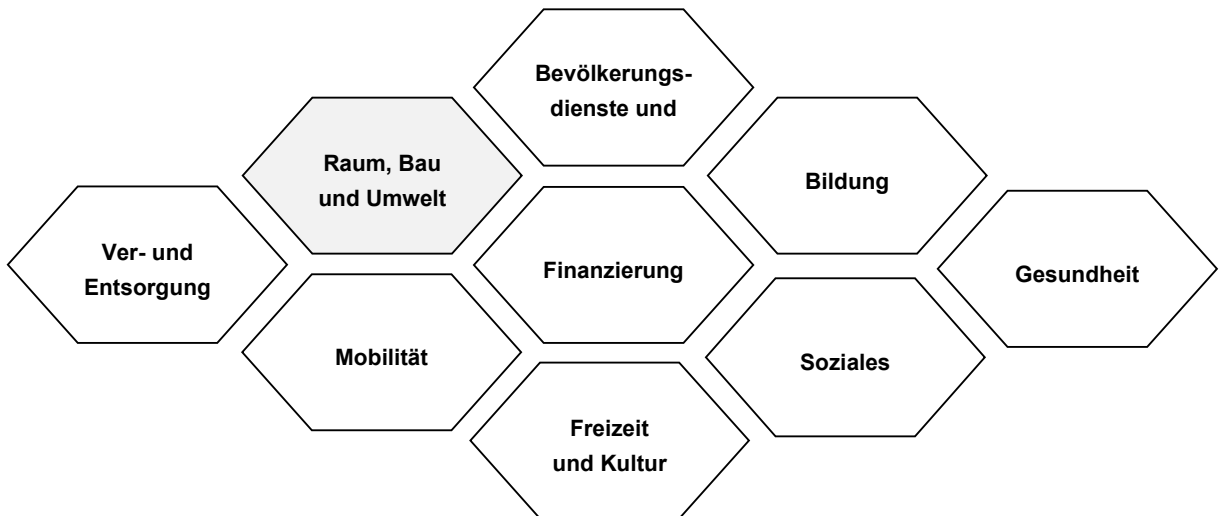 Bevölkerungs-
dienste und
Raum, Bau
und Umwelt
Bildung
Ver- und
Entsorgung
Finanzierung
Gesundheit
Mobilität
Soziales
Freizeit
und Kultur